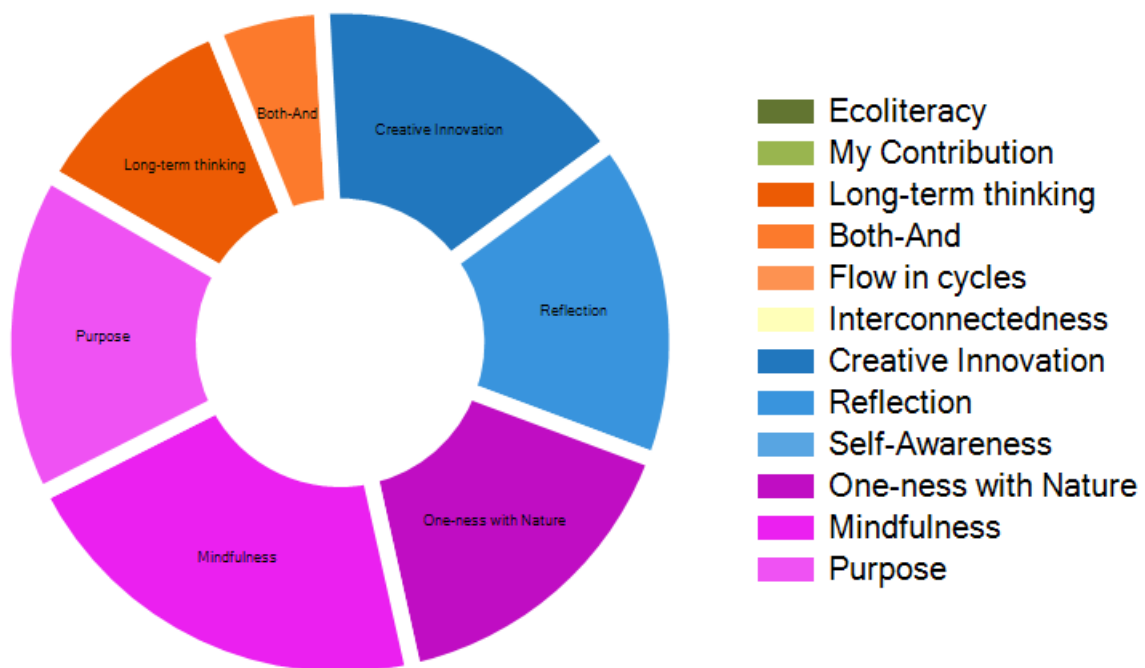 Both-And
Creative Innovation
Long-term thinking
Reflection
Purpose
One-ness with Nature
Mindfulness
Ecoliteracy
My Contribution
Long-term thinking
Both-And
Flow in cycles
Interconnectedness
Creative Innovation
Reflection
Self-Awareness
One-ness with Nature
Mindfulness
Purpose